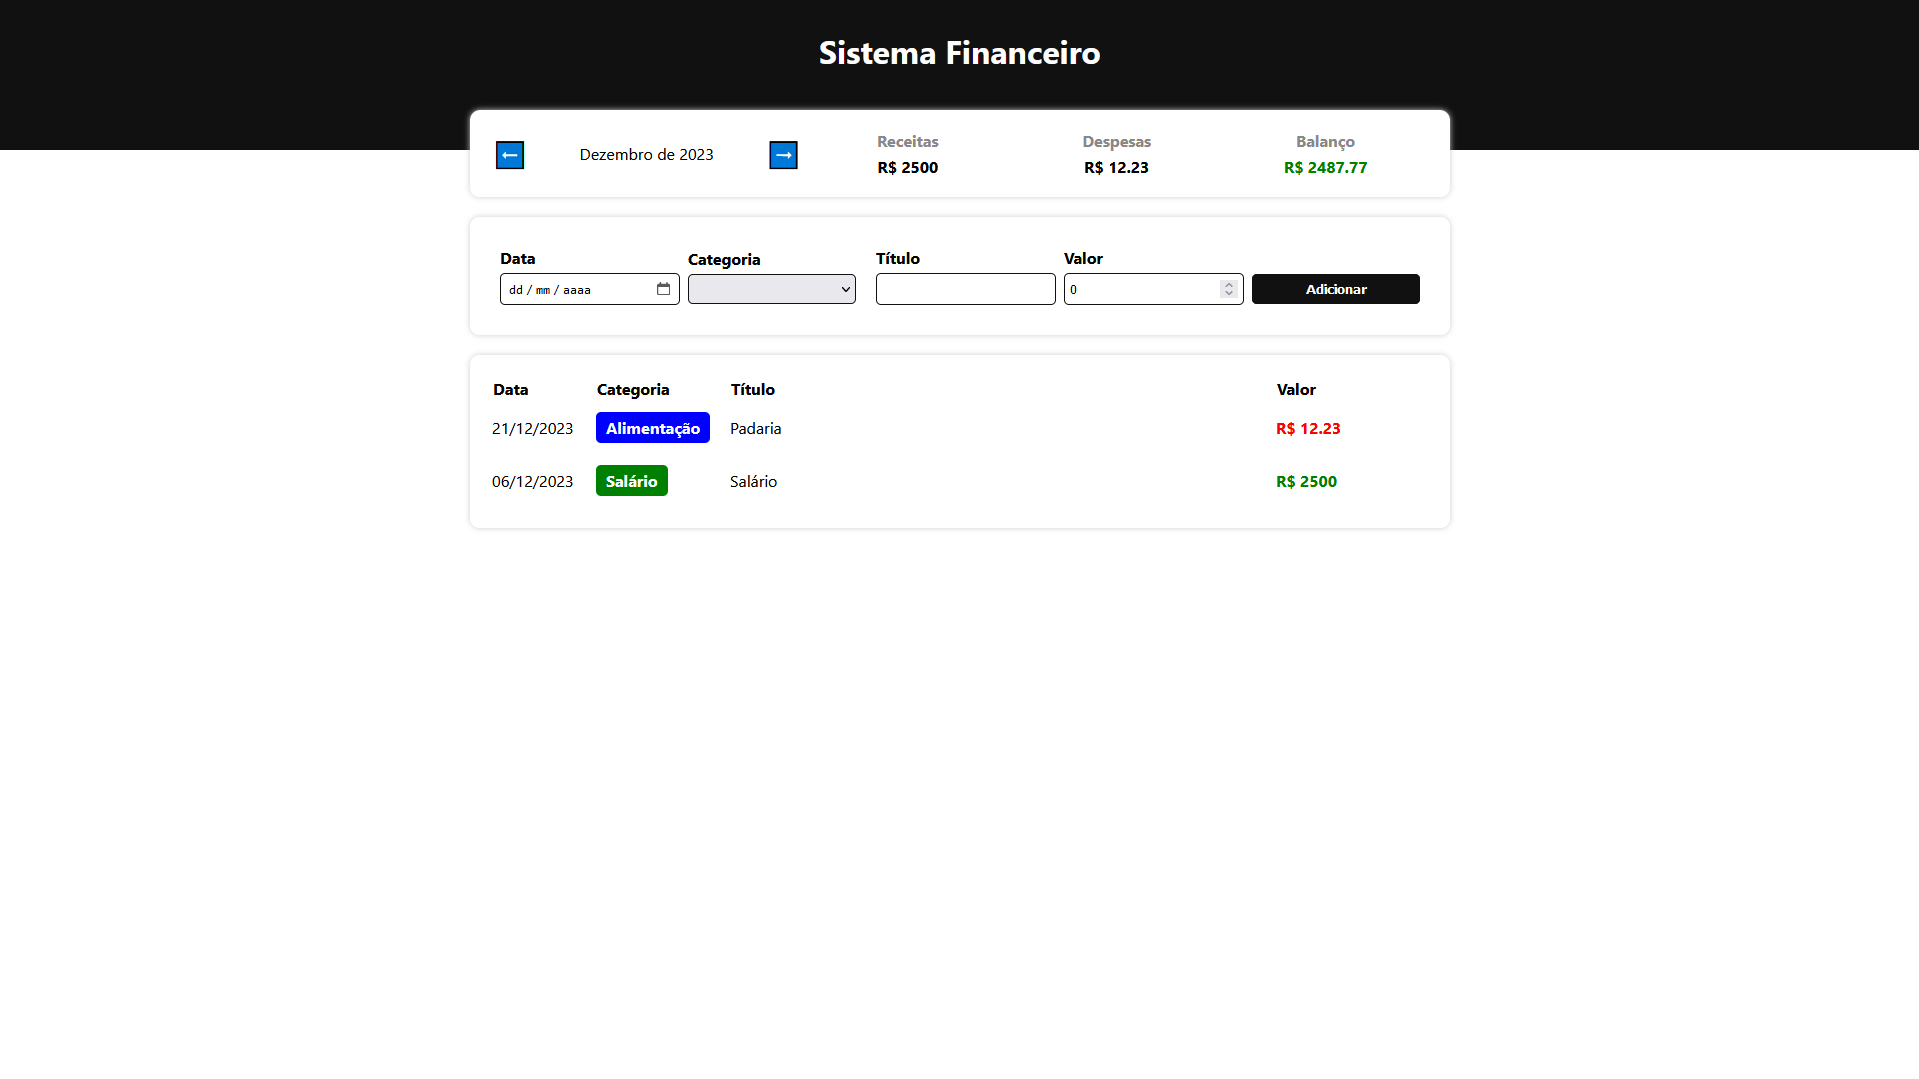 Sistema Financeiro
← Dezembro de 2023 →
Receitas Despesas Balanço
R$ 2500 R$ 12.23 R$ 2487.77
Data Categoria Título Valor
dd / mm / aaaa 0 Adicionar
Data Categoria Título Valor
21/12/2023 Alimentação Padaria R$ 12.23
06/12/2023 Salário Salário R$ 2500